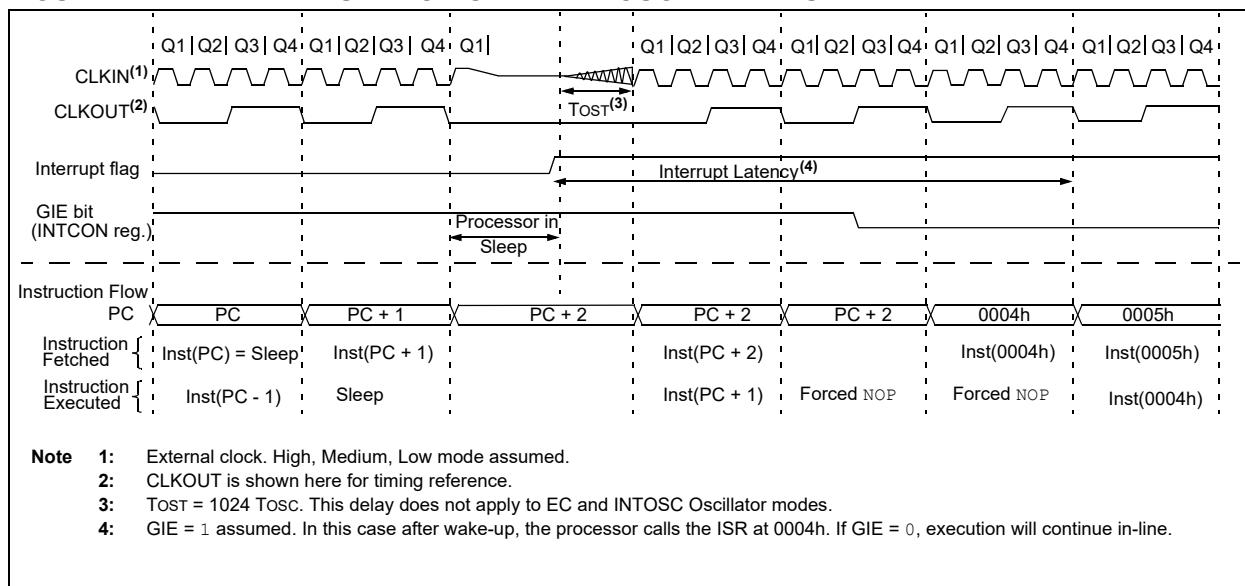 Q1 | Q2 | Q3 | Q4 Q1 | Q2 | Q3 | Q4 Q1 | Q1 | Q2 | Q3 | Q4 Q1 | Q2 | Q3 | Q4 Q1 | Q2 | Q3 | Q4 Q1 | Q2 | Q3 | Q4
CLKIN(1)
CLKOUT(2)
TOST(3)
Interrupt flag
Interrupt Latency(4)
GIE bit
(INTCON reg.)
Processor in
Sleep
Instruction Flow
PC PC PC + 1 PC + 2 PC + 2 PC + 2 0004h 0005h
Instruction
Fetched
Inst(PC) = Sleep Inst(PC + 1) Inst(PC + 2) Inst(0004h) Inst(0005h)
Instruction
Executed
Inst(PC - 1) Sleep Inst(PC + 1) Forced NOP Forced NOP Inst(0004h)
Note 1: External clock. High, Medium, Low mode assumed.
2: CLKOUT is shown here for timing reference.
3: TOST = 1024 TOSC. This delay does not apply to EC and INTOSC Oscillator modes.
4: GIE = 1 assumed. In this case after wake-up, the processor calls the ISR at 0004h. If GIE = 0, execution will continue in-line.